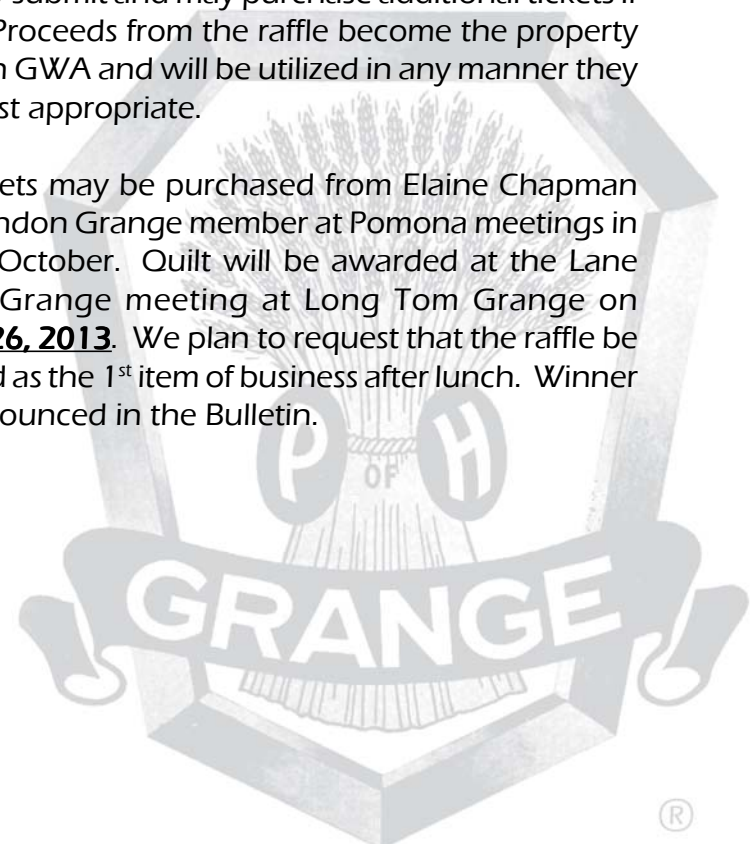 submit and may purchase additional tickets if
Proceeds from the raffle become the property
GWA and will be utilized in any manner they
st appropriate.
ets may be purchased from Elaine Chapman
ndon Grange member at Pomona meetings in
October. Quilt will be awarded at the Lane
Grange meeting at Long Tom Grange on
26, 2013. We plan to request that the raffle be
as the 1st item of business after lunch. Winner
ounced in the Bulletin.
P OF H
GRANGE
®